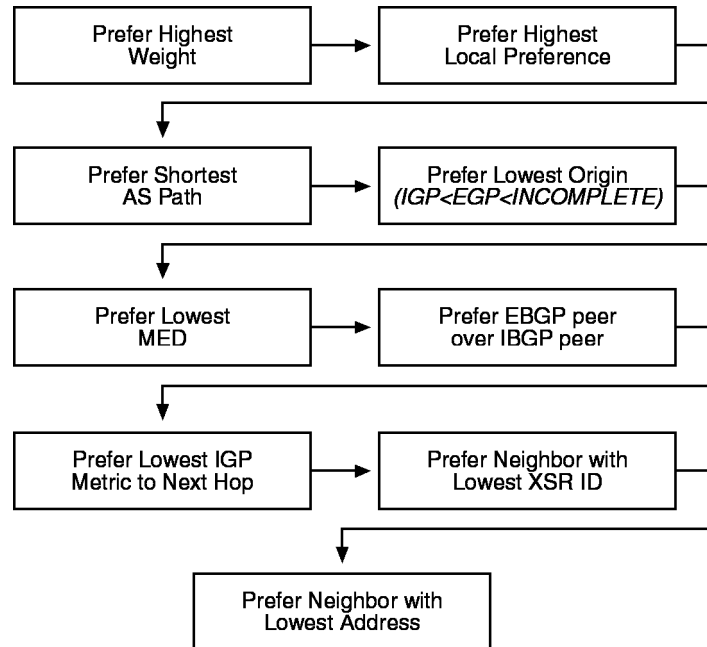 Prefer Highest
Weight
Prefer Highest
Local Preference
Prefer Shortest
AS Path
Prefer Lowest Origin
(IGP<EGP<INCOMPLETE)
Prefer Lowest
MED
Prefer EBGP peer
over IBGP peer
Prefer Lowest IGP
Metric to Next Hop
Prefer Neighbor with
Lowest XSR ID
Prefer Neighbor with
Lowest Address